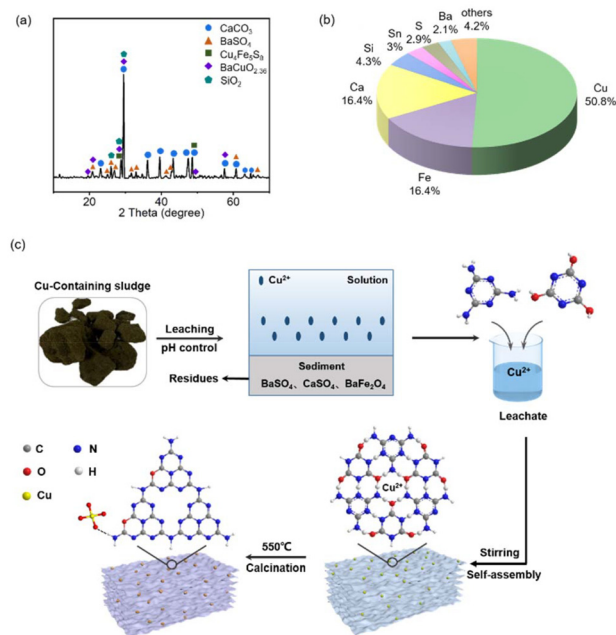 (a)
CaCO3
BaSO4
Cu4Fe5S8
BaCuO2.36
SiO2
20 40 60
2 Theta (degree)
(b)
Ba
2.1%
others
4.2%
S
2.9%
Sn
3%
Si
4.3%
Ca
16.4%
Fe
16.4%
Cu
50.8%
(c)
Cu-Containing sludge
Leaching
pH control
Residues
Cu2+ Solution
Sediment
BaSO4、CaSO4、BaFe2O4
Cu2+
Leachate
C N
O H
Cu
Cu2+
550℃
Calcination
Stirring
Self-assembly